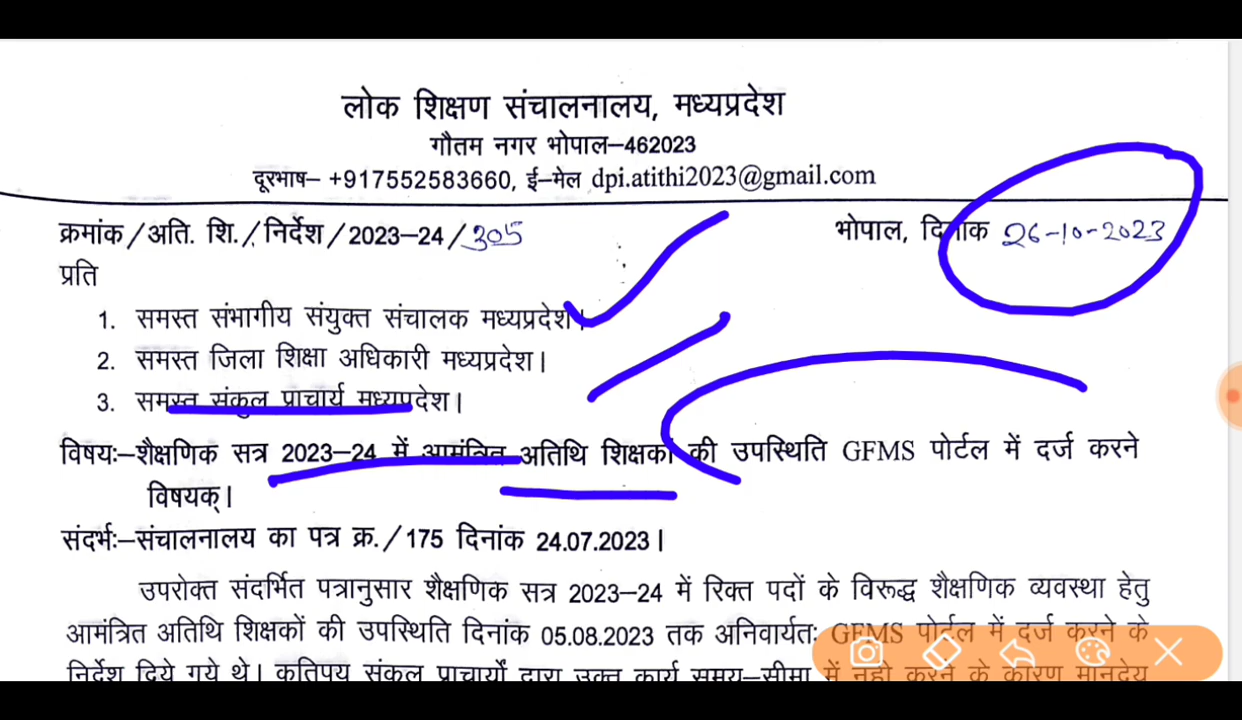 लोक शिक्षण संचालनालय, मध्यप्रदेश
गौतम नगर भोपाल–462023
दूरभाष– +917552583660, ई–मेल dpi.atithi2023@gmail.com
क्रमांक/अति. शि./निर्देश/2023–24/305 भोपाल, दिनांक 26-10-2023
प्रति
1. समस्त संभागीय संयुक्त संचालक मध्यप्रदेश।
2. समस्त जिला शिक्षा अधिकारी मध्यप्रदेश।
3. समस्त संकुल प्राचार्य मध्यप्रदेश।
विषयः–शैक्षणिक सत्र 2023–24 में आमंत्रित अतिथि शिक्षकों की उपस्थिति GFMS पोर्टल में दर्ज करने
विषयक्।
संदर्भः–संचालनालय का पत्र क्र./175 दिनांक 24.07.2023।
उपरोक्त संदर्भित पत्रानुसार शैक्षणिक सत्र 2023–24 में रिक्त पदों के विरूद्ध शैक्षणिक व्यवस्था हेतु
आमंत्रित अतिथि शिक्षकों की उपस्थिति दिनांक 05.08.2023 तक अनिवार्यतः GFMS पोर्टल में दर्ज करने के
निर्देश दिये गये थे। कतिपय संकुल प्राचार्यों द्वारा उक्त कार्य समय–सीमा में नही करने के कारण मानदेय